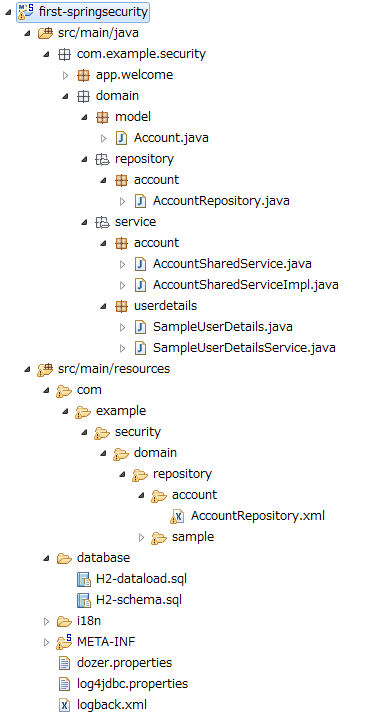 first-springsecurity
src/main/java
com.example.security
app.welcome
domain
model
Account.java
repository
account
AccountRepository.java
service
account
AccountSharedService.java
AccountSharedServiceImpl.java
userdetails
SampleUserDetails.java
SampleUserDetailsService.java
src/main/resources
com
example
security
domain
repository
account
AccountRepository.xml
sample
database
H2-dataload.sql
H2-schema.sql
i18n
META-INF
dozer.properties
log4jdbc.properties
logback.xml